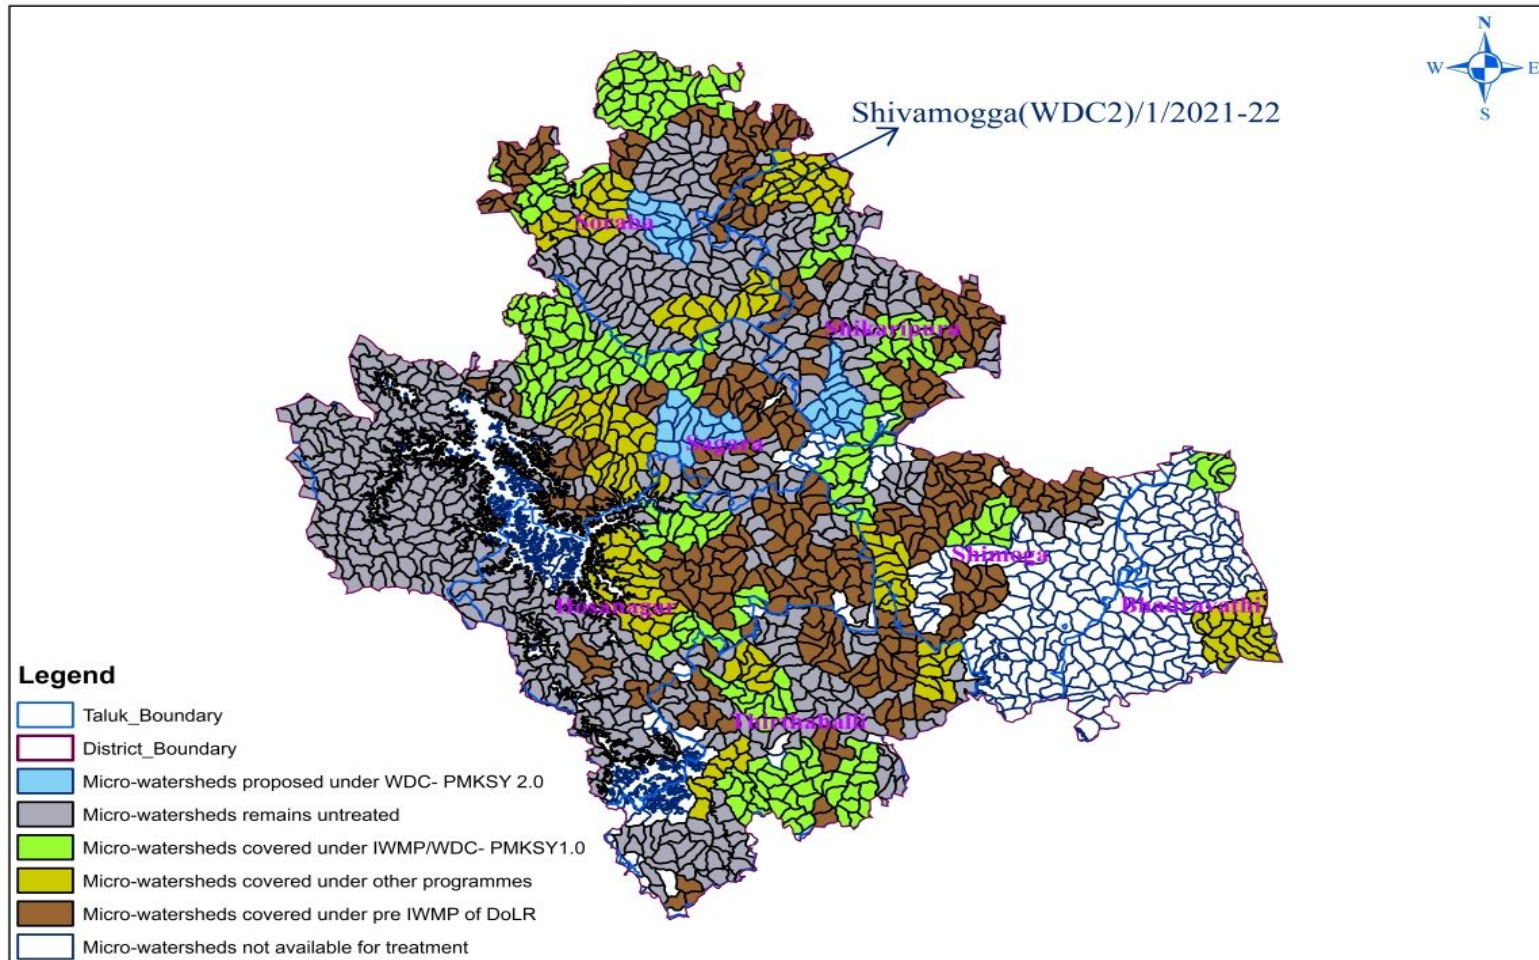 N
W E
S
Shivamogga(WDC2)/1/2021-22
Soraba
Shikaripura
Sagara
Shimoga
Hosanagar
Bhadravathi
Thirthahalli
Legend
Taluk_Boundary
District_Boundary
Micro-watersheds proposed under WDC- PMKSY 2.0
Micro-watersheds remains untreated
Micro-watersheds covered under IWMP/WDC- PMKSY1.0
Micro-watersheds covered under other programmes
Micro-watersheds covered under pre IWMP of DoLR
Micro-watersheds not available for treatment